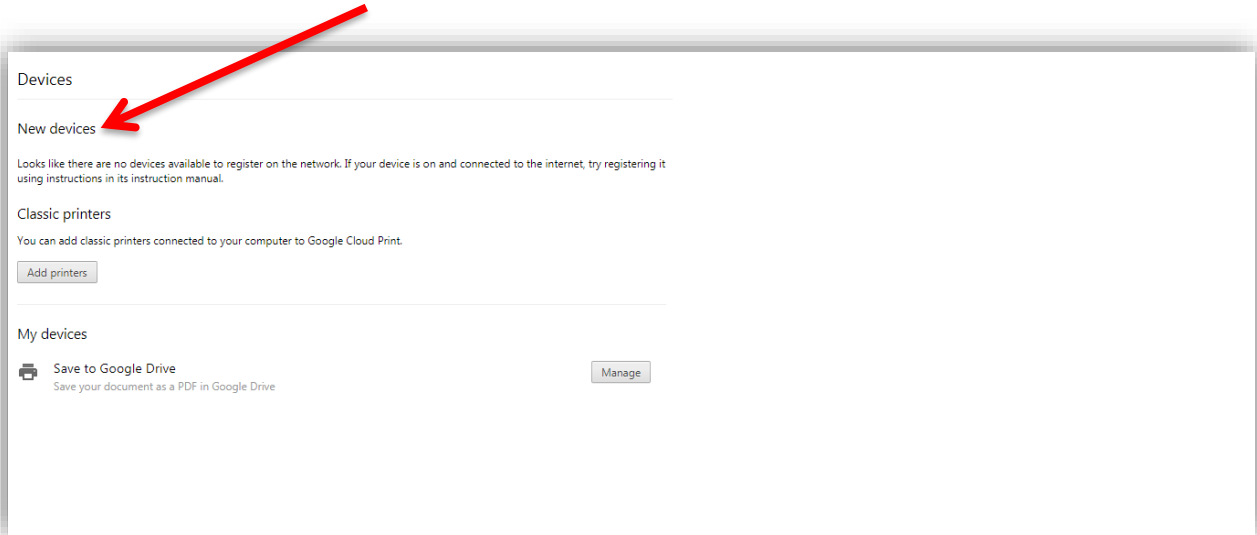 Devices
New devices
Looks like there are no devices available to register on the network. If your device is on and connected to the internet, try registering it
using instructions in its instruction manual.
Classic printers
You can add classic printers connected to your computer to Google Cloud Print.
Add printers
My devices
Save to Google Drive
Manage
Save your document as a PDF in Google Drive